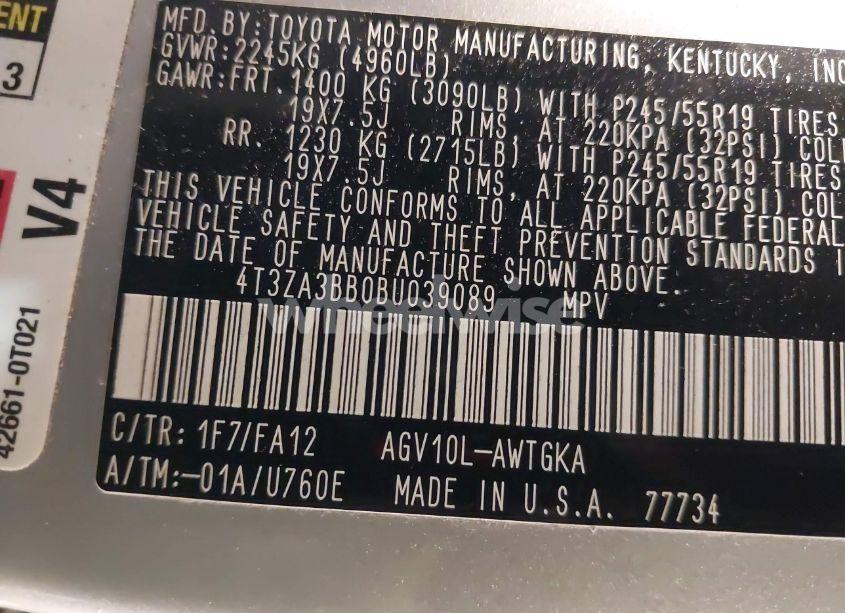 MFD. BY: TOYOTA MOTOR MANUFACTURING, KENTUCKY, INC
GVWR: 2245KG (4960LB)
GAWR: FRT. 1400 KG (3090LB) WITH P245/55R19 TIRES
19X7.5J RIMS, AT 220KPA (32PSI) COL
RR. 1230 KG (2715LB) WITH P245/55R19 TIRES
19X7.5J RIMS, AT 220KPA (32PSI) COL
THIS VEHICLE CONFORMS TO ALL APPLICABLE FEDERAL
VEHICLE SAFETY AND THEFT PREVENTION STANDARDS I
THE DATE OF MANUFACTURE SHOWN ABOVE.
4T3ZA3BB0BU039089 MPV
wheelwise
C/TR: 1F7/FA12 AGV10L-AWTGKA
A/TM:-01A/U760E MADE IN U.S.A. 77734
ENT
3
V4
42661-0T021